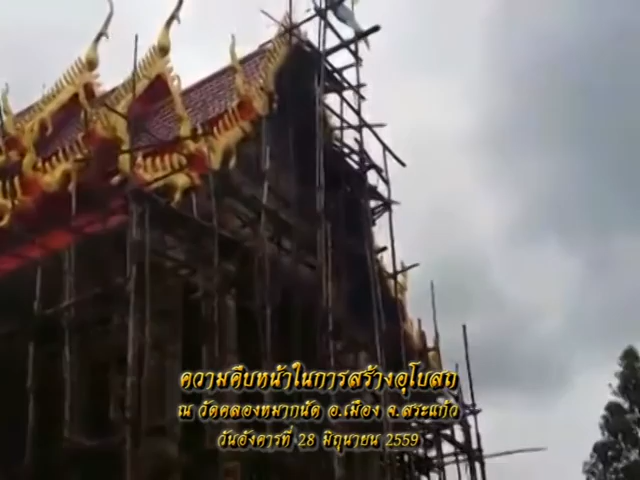 ความคืบหน้าในการสร้างอุโบสถ
ณ วัดคลองหมากนัด อ.เมือง จ.สระแก้ว
วันอังคารที่ 28 มิถุนายน 2559